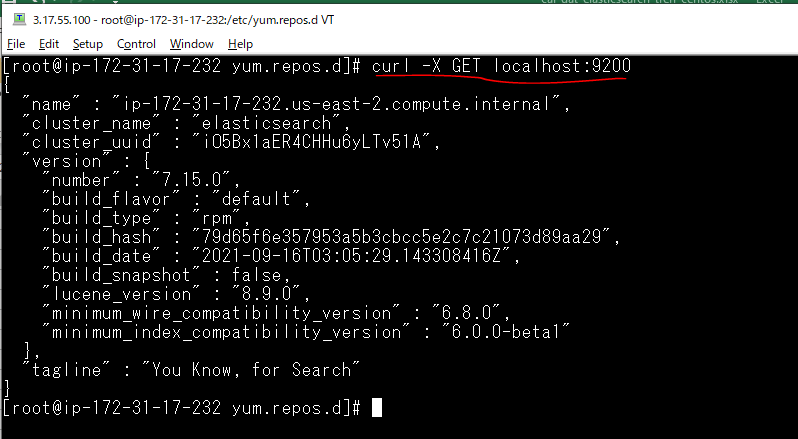 3.17.55.100 - root@ip-172-31-17-232:/etc/yum.repos.d VT
File Edit Setup Control Window Help
[root@ip-172-31-17-232 yum.repos.d]# curl -X GET localhost:9200
{
  "name" : "ip-172-31-17-232.us-east-2.compute.internal",
  "cluster_name" : "elasticsearch",
  "cluster_uuid" : "iO5Bx1aER4CHHu6yLTv51A",
  "version" : {
    "number" : "7.15.0",
    "build_flavor" : "default",
    "build_type" : "rpm",
    "build_hash" : "79d65f6e357953a5b3cbcc5e2c7c21073d89aa29",
    "build_date" : "2021-09-16T03:05:29.143308416Z",
    "build_snapshot" : false,
    "lucene_version" : "8.9.0",
    "minimum_wire_compatibility_version" : "6.8.0",
    "minimum_index_compatibility_version" : "6.0.0-beta1"
  },
  "tagline" : "You Know, for Search"
}
[root@ip-172-31-17-232 yum.repos.d]#